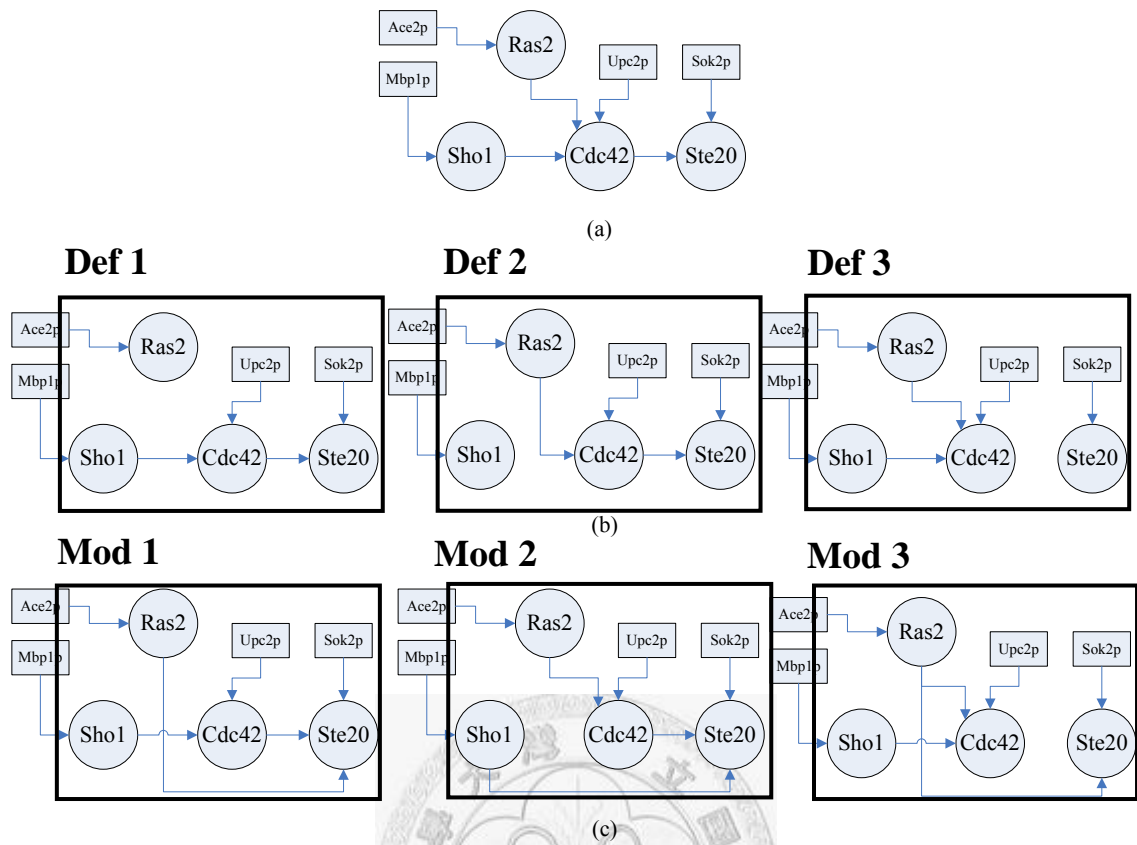 Ace2p
Ras2
Mbp1p
Upc2p
Sok2p
Sho1
Cdc42
Ste20
(a)
Def 1
Def 2
Def 3
Ace2p
Ras2
Mbp1p
Upc2p
Sok2p
Sho1
Cdc42
Ste20
Ace2p
Ras2
Mbp1p
Upc2p
Sok2p
Sho1
Cdc42
Ste20
Ace2p
Ras2
Mbp1p
Upc2p
Sok2p
Sho1
Cdc42
Ste20
(b)
Mod 1
Mod 2
Mod 3
Ace2p
Ras2
Mbp1p
Upc2p
Sok2p
Sho1
Cdc42
Ste20
Ace2p
Ras2
Mbp1p
Upc2p
Sok2p
Sho1
Cdc42
Ste20
Ace2p
Ras2
Mbp1p
Upc2p
Sok2p
Sho1
Cdc42
Ste20
(c)